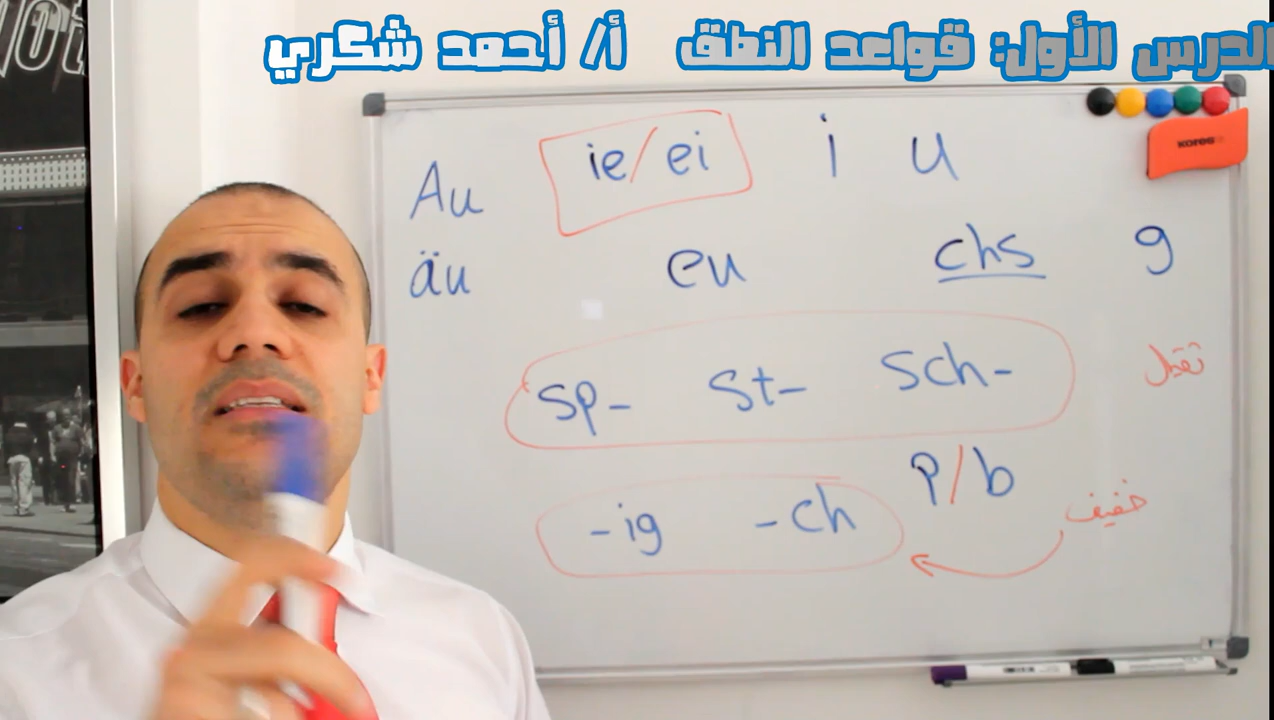 الدرس الأول: قواعد النطق أ/ أحمد شكري
KORES
Au ie/ei i u
äu eu chs g
sp- st- sch- ثقيل
p/b
-ig -ch خفيف